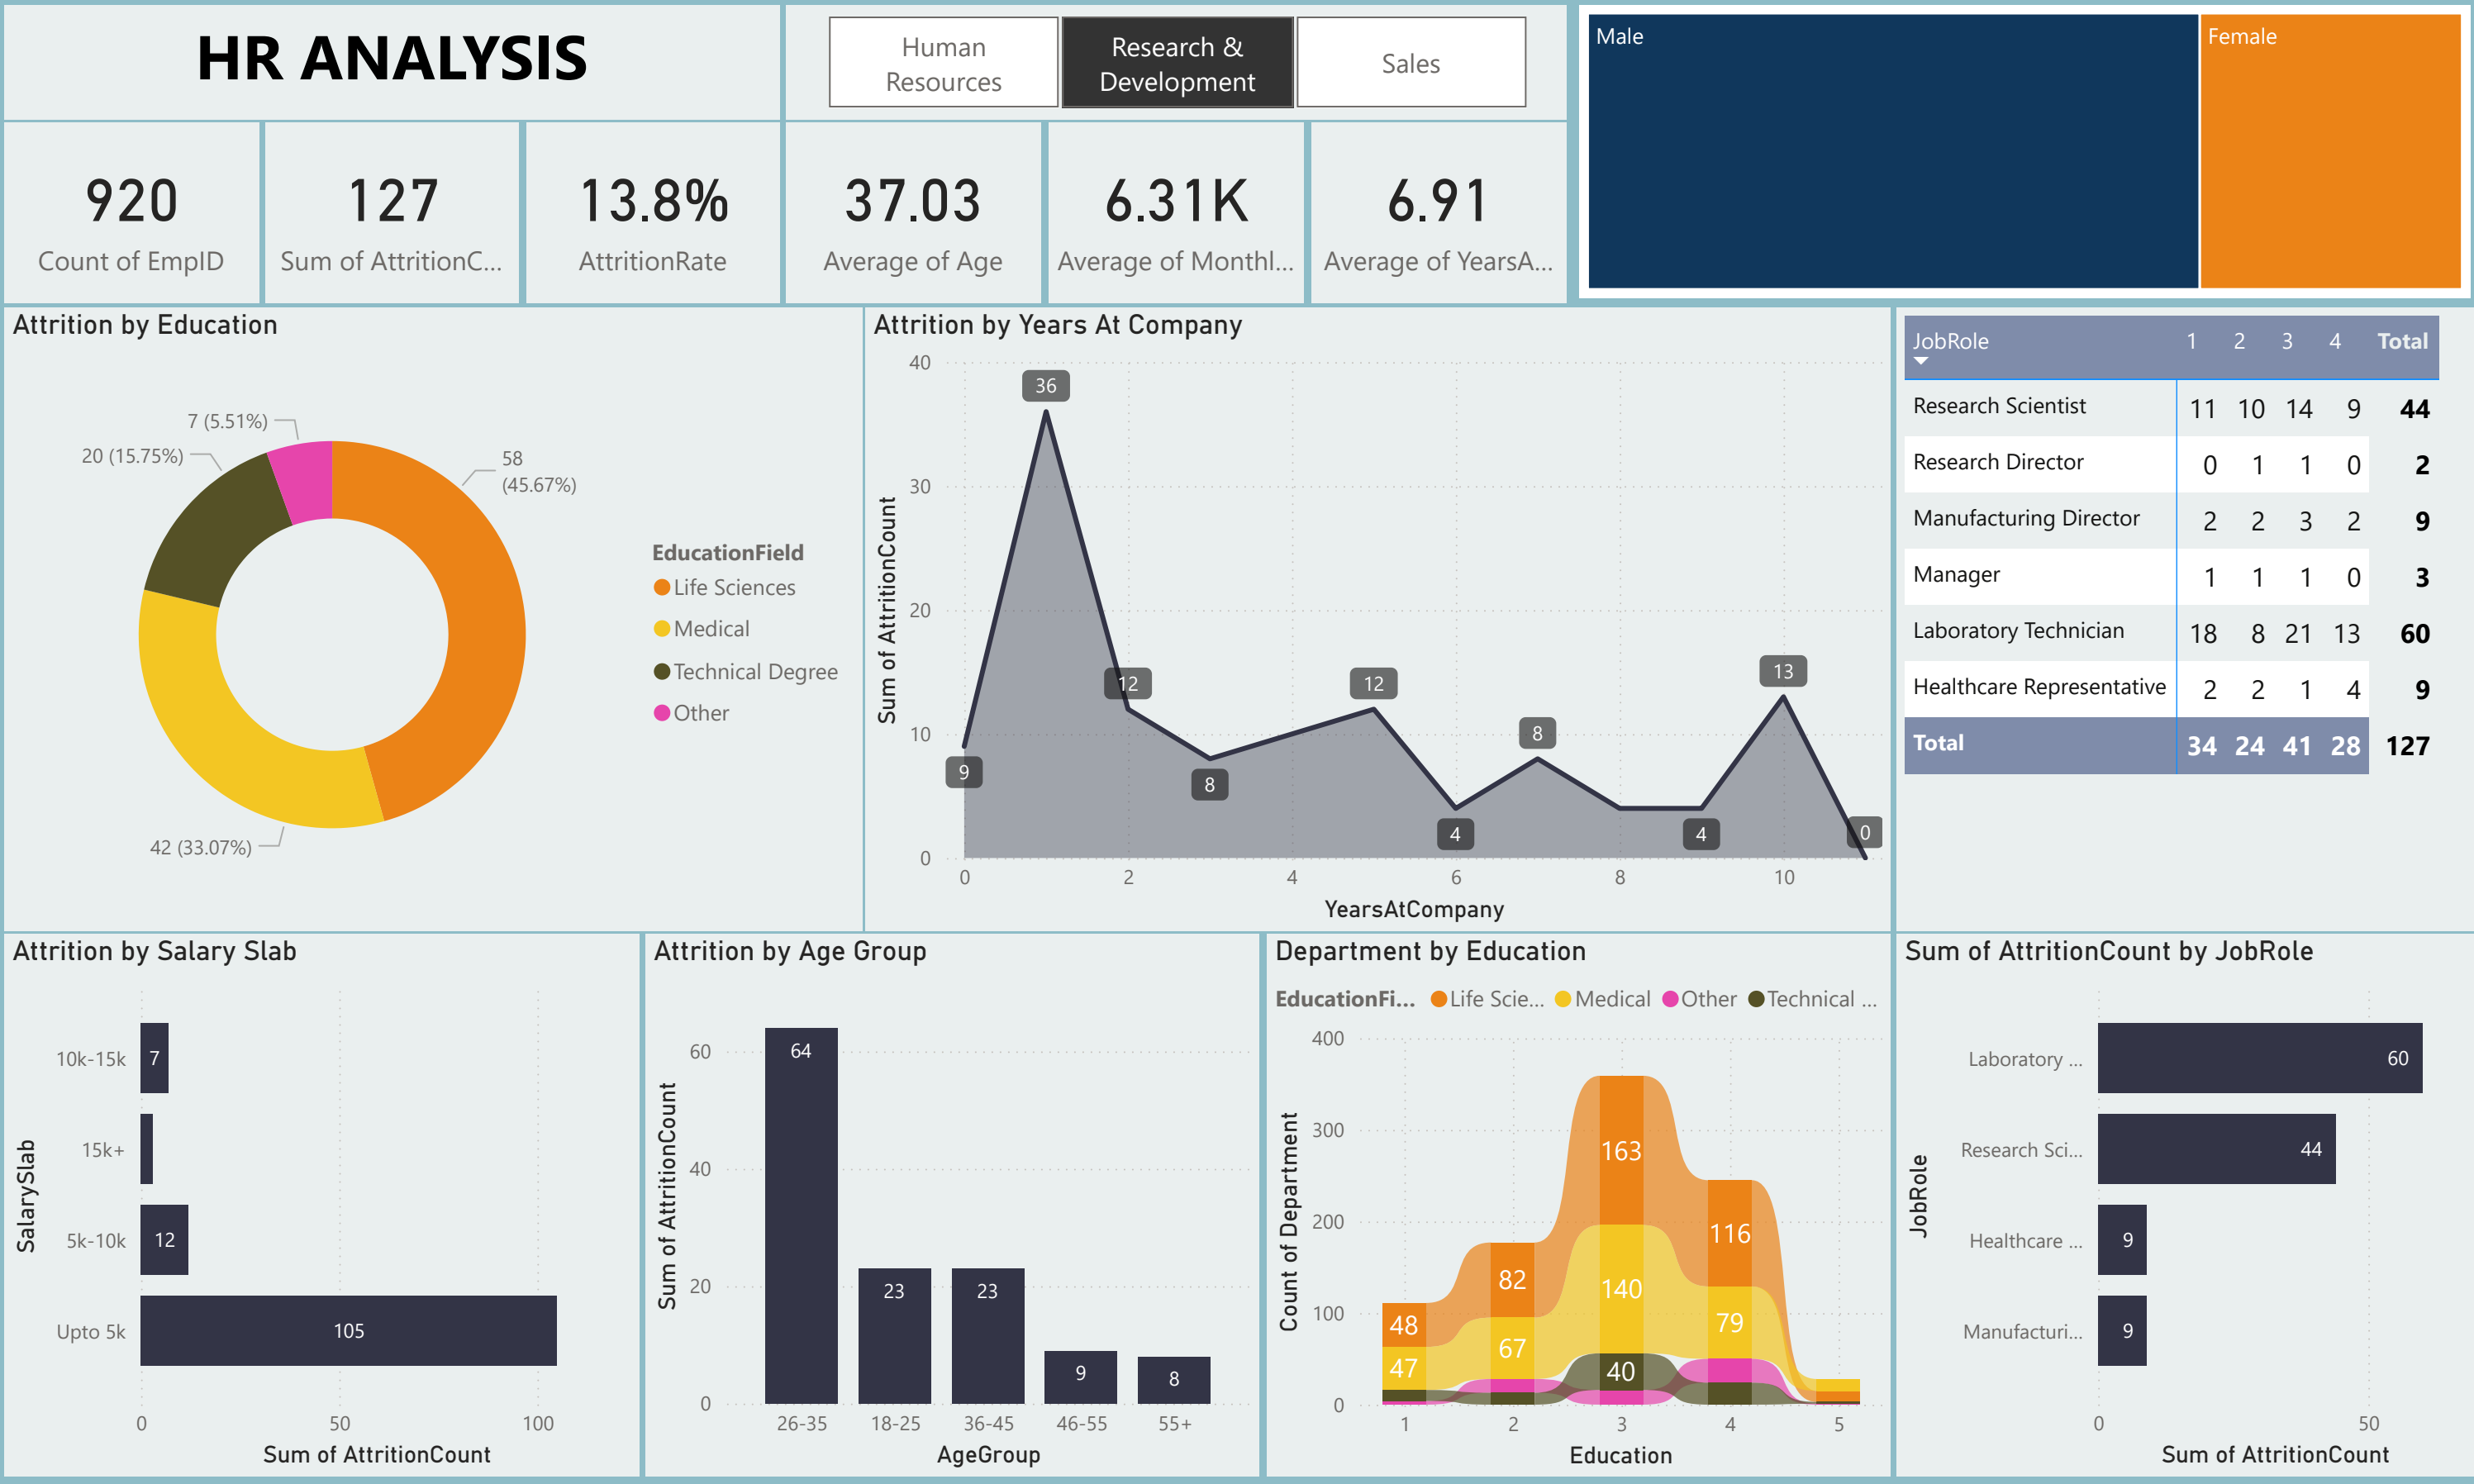 HR ANALYSIS
Human
Resources
Research &
Development
Sales
Male
Female
920
Count of EmpID
127
Sum of AttritionC...
13.8%
AttritionRate
37.03
Average of Age
6.31K
Average of Monthl...
6.91
Average of YearsA...
Attrition by Education
7 (5.51%)
20 (15.75%)
58
(45.67%)
42 (33.07%)
EducationField
Life Sciences
Medical
Technical Degree
Other
Attrition by Years At Company
Sum of AttritionCount
40
30
20
10
0
9
36
12
8
12
4
8
4
13
0
0 2 4 6 8 10
YearsAtCompany
JobRole 1 2 3 4 Total
Research Scientist 11 10 14 9 44
Research Director 0 1 1 0 2
Manufacturing Director 2 2 3 2 9
Manager 1 1 1 0 3
Laboratory Technician 18 8 21 13 60
Healthcare Representative 2 2 1 4 9
Total 34 24 41 28 127
Attrition by Salary Slab
SalarySlab
10k-15k 7
15k+
5k-10k 12
Upto 5k 105
0 50 100
Sum of AttritionCount
Attrition by Age Group
Sum of AttritionCount
60
40
20
0
64
23
23
9
8
26-35 18-25 36-45 46-55 55+
AgeGroup
Department by Education
EducationFi... Life Scie... Medical Other Technical ...
Count of Department
400
300
200
100
0
48
47
82
67
163
140
40
116
79
1 2 3 4 5
Education
Sum of AttritionCount by JobRole
JobRole
Laboratory ... 60
Research Sci... 44
Healthcare ... 9
Manufacturi... 9
0 50
Sum of AttritionCount